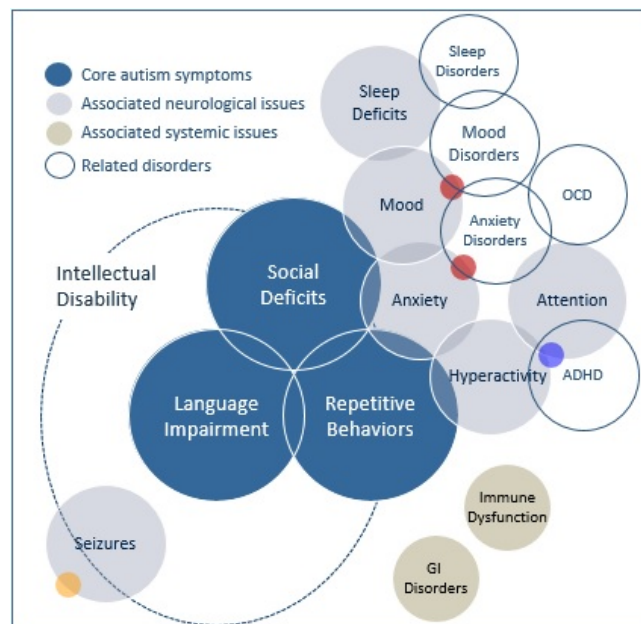 Core autism symptoms
Associated neurological issues
Associated systemic issues
Related disorders
Sleep
Disorders
Sleep
Deficits
Mood
Disorders
OCD
Mood
Anxiety
Disorders
Intellectual
Disability
Social
Deficits
Anxiety
Attention
Hyperactivity
ADHD
Language
Impairment
Repetitive
Behaviors
Immune
Dysfunction
Seizures
GI
Disorders